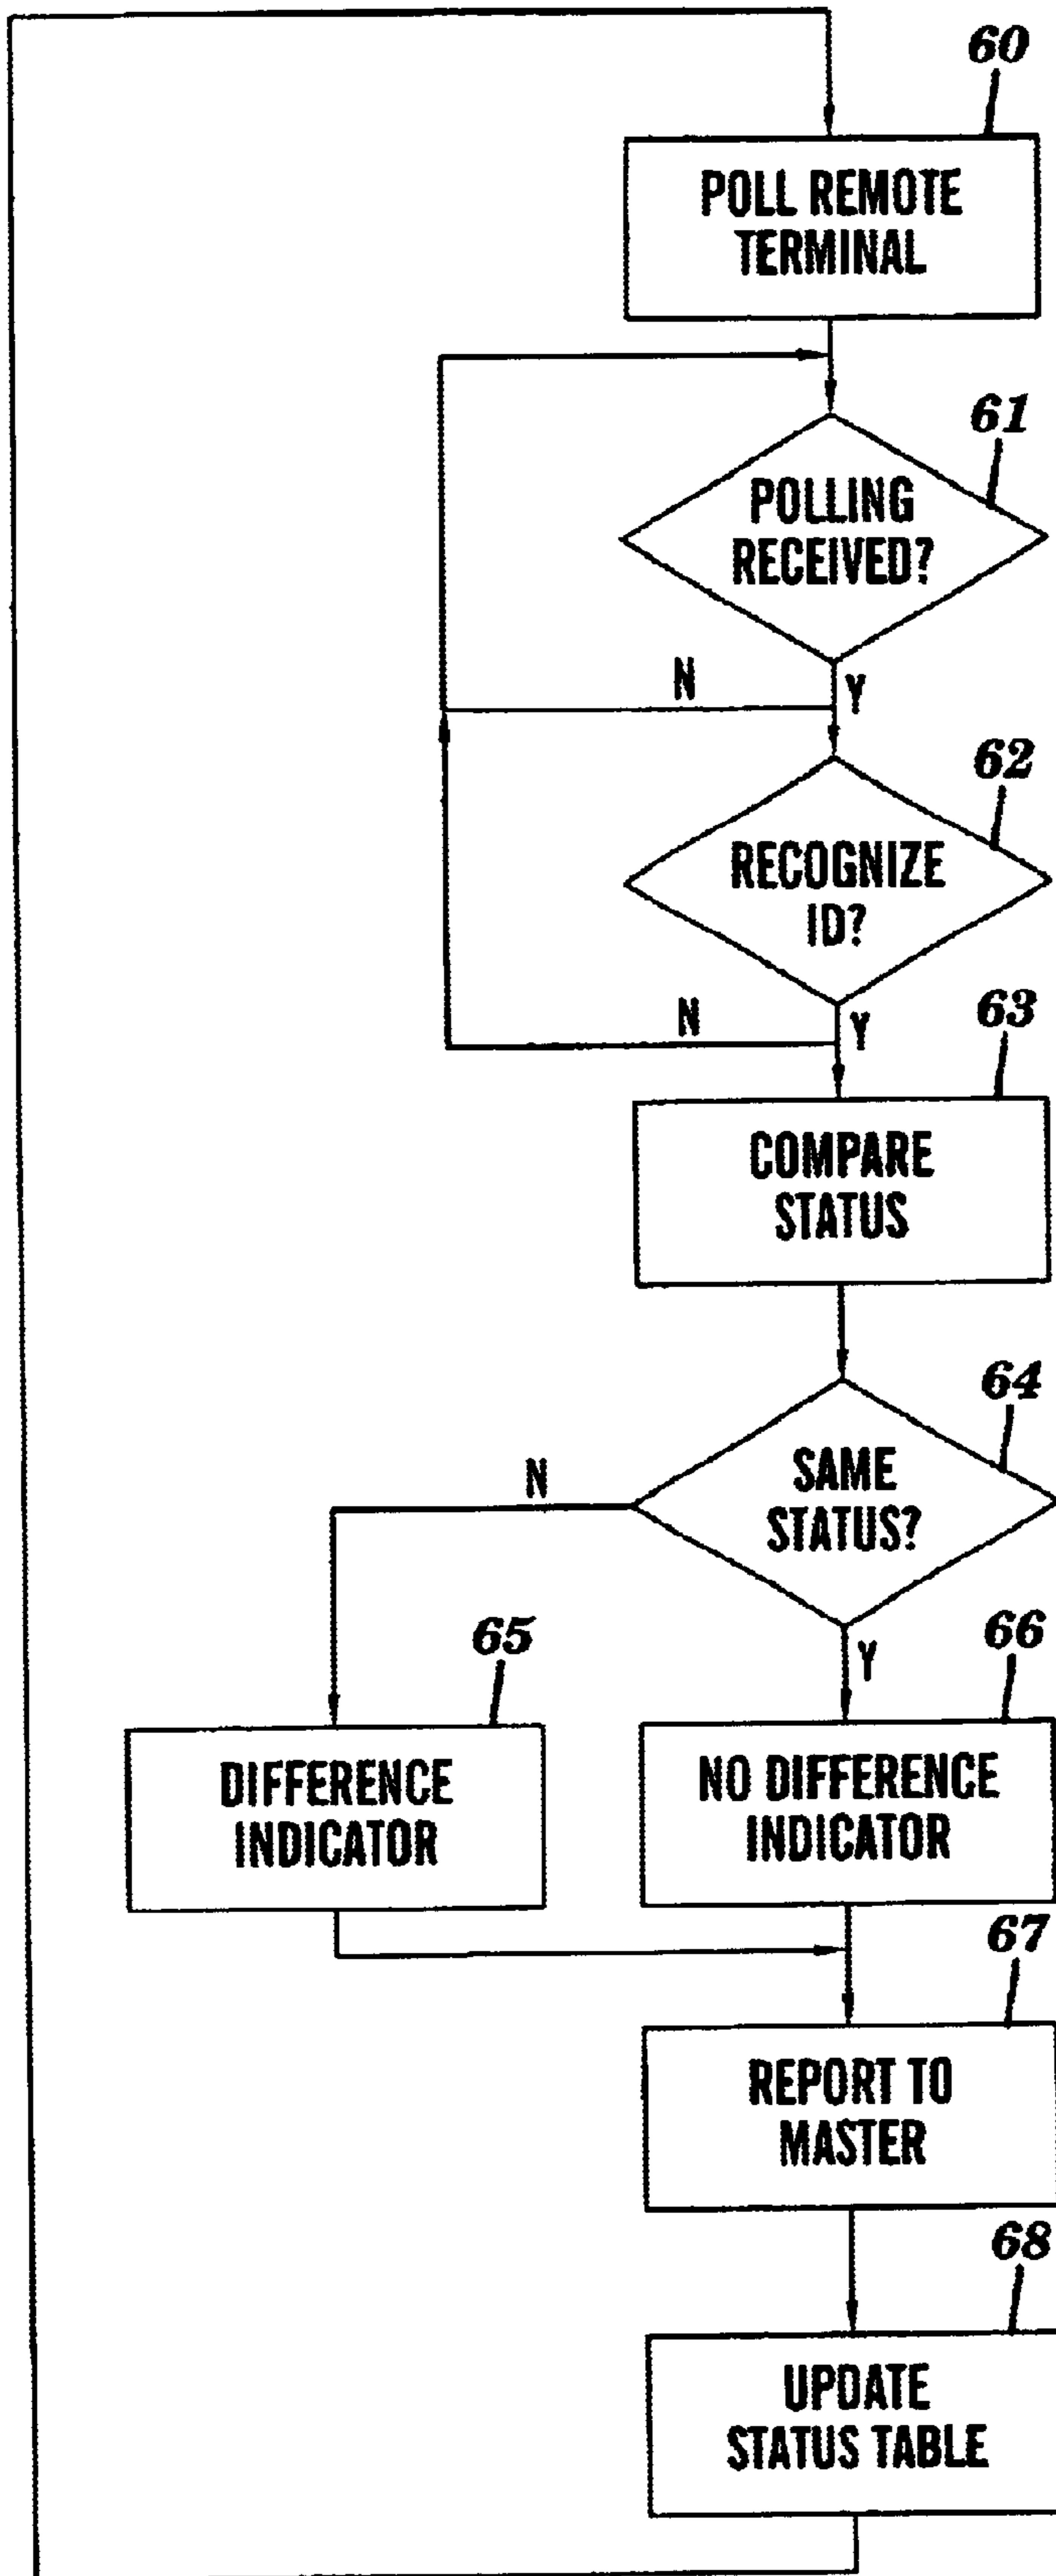 60
POLL REMOTE
TERMINAL
61
POLLING
RECEIVED?
N
Y
62
RECOGNIZE
ID?
N
Y
63
COMPARE
STATUS
64
SAME
STATUS?
N
Y
65
66
DIFFERENCE
INDICATOR
NO DIFFERENCE
INDICATOR
67
REPORT TO
MASTER
68
UPDATE
STATUS TABLE